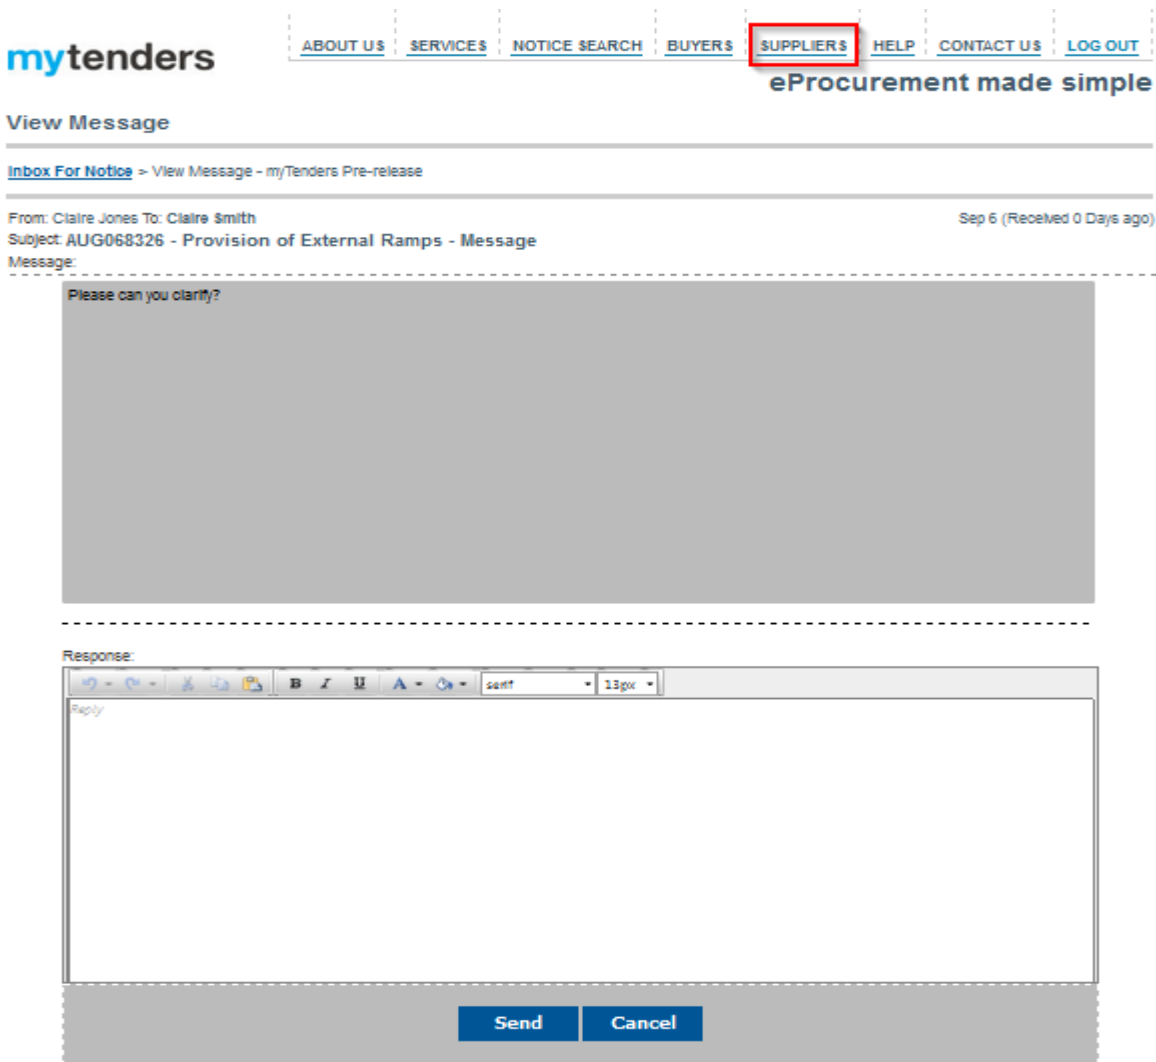 mytenders
ABOUT US SERVICES NOTICE SEARCH BUYERS SUPPLIERS HELP CONTACT US LOG OUT
eProcurement made simple
View Message
Inbox For Notice > View Message - myTenders Pre-release
From: Claire Jones To: Claire Smith Sep 6 (Received 0 Days ago)
Subject: AUG068326 - Provision of External Ramps - Message
Message:
Please can you clarify?
Response:
B I U A serif 13px
Reply
Send Cancel